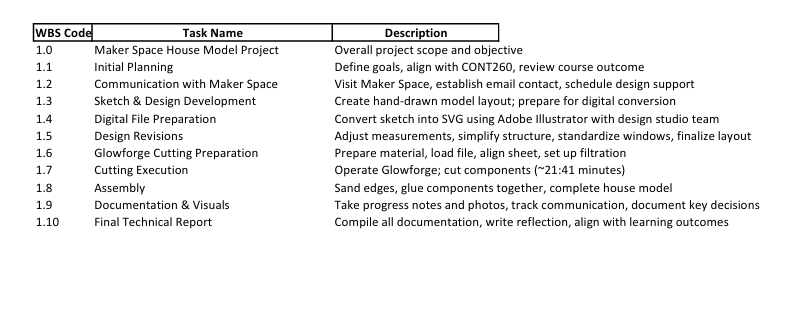 WBS Code Task Name Description
1.0 Maker Space House Model Project Overall project scope and objective
1.1 Initial Planning Define goals, align with CONT260, review course outcome
1.2 Communication with Maker Space Visit Maker Space, establish email contact, schedule design support
1.3 Sketch & Design Development Create hand-drawn model layout; prepare for digital conversion
1.4 Digital File Preparation Convert sketch into SVG using Adobe Illustrator with design studio team
1.5 Design Revisions Adjust measurements, simplify structure, standardize windows, finalize layout
1.6 Glowforge Cutting Preparation Prepare material, load file, align sheet, set up filtration
1.7 Cutting Execution Operate Glowforge; cut components (~21:41 minutes)
1.8 Assembly Sand edges, glue components together, complete house model
1.9 Documentation & Visuals Take progress notes and photos, track communication, document key decisions
1.10 Final Technical Report Compile all documentation, write reflection, align with learning outcomes